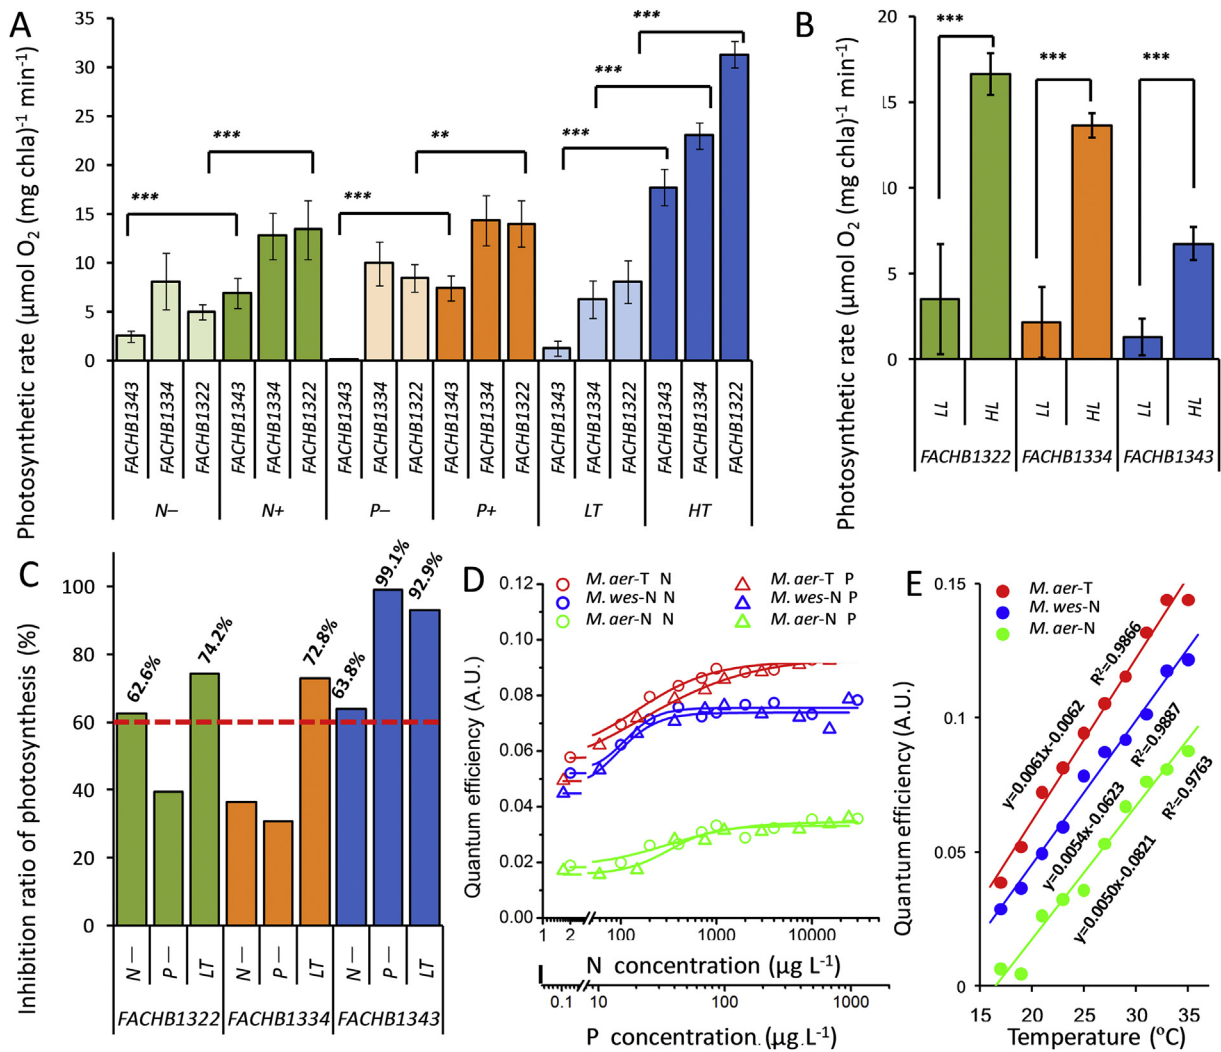 A
Photosynthetic rate (µmol O2 (mg chla)-1 min-1)
35
30
25
20
15
10
5
0
***
***
***
**
***
***
***
FACHB1343
FACHB1334
FACHB1322
FACHB1343
FACHB1334
FACHB1322
FACHB1343
FACHB1334
FACHB1322
FACHB1343
FACHB1334
FACHB1322
FACHB1343
FACHB1334
FACHB1322
FACHB1343
FACHB1334
FACHB1322
N− N+ P− P+ LT HT
B
Photosynthetic rate (µmol O2 (mg chla)-1 min-1)
20
15
10
5
0
***
***
***
LL HL LL HL LL HL
FACHB1322 FACHB1334 FACHB1343
C
Inhibition ratio of photosynthesis (%)
100
80
60
40
20
0
62.6%
74.2%
72.8%
63.8%
99.1%
92.9%
N− P− LT N− P− LT N− P− LT
FACHB1322 FACHB1334 FACHB1343
D
Quantum efficiency (A.U.)
0.12
0.10
0.08
0.06
0.04
0.02
0.00
M. aer-T N M. aer-T P
M. wes-N N M. wes-N P
M. aer-N N M. aer-N P
1 2 100 1000 10000
N concentration (µg L-1)
0.1 10 100 1000
P concentration. (µg L-1)
E
Quantum efficiency (A.U.)
0.15
0.1
0.05
0
M. aer-T
M. wes-N
M. aer-N
y=0.0061x-0.0062
R2=0.9866
y=0.0054x-0.0623
R2=0.9887
y=0.0050x-0.0821
R2=0.9763
15 20 25 30 35
Temperature (ºC)